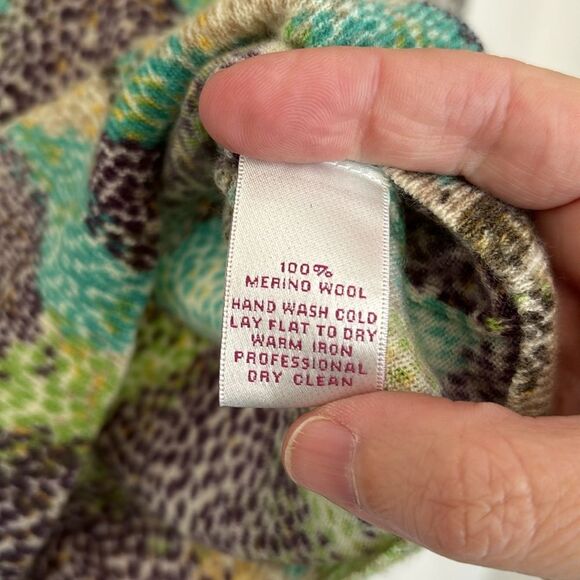 100%
MERINO WOOL
HAND WASH COLD
LAY FLAT TO DRY
WARM IRON
PROFESSIONAL
DRY CLEAN